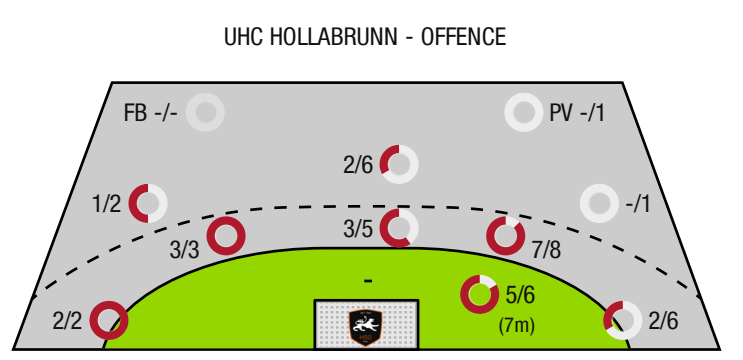 UHC HOLLABRUNN - OFFENCE
FB -/-
PV -/1
2/6
1/2
-/1
3/5
3/3
7/8
-
5/6
(7m)
2/2
2/6